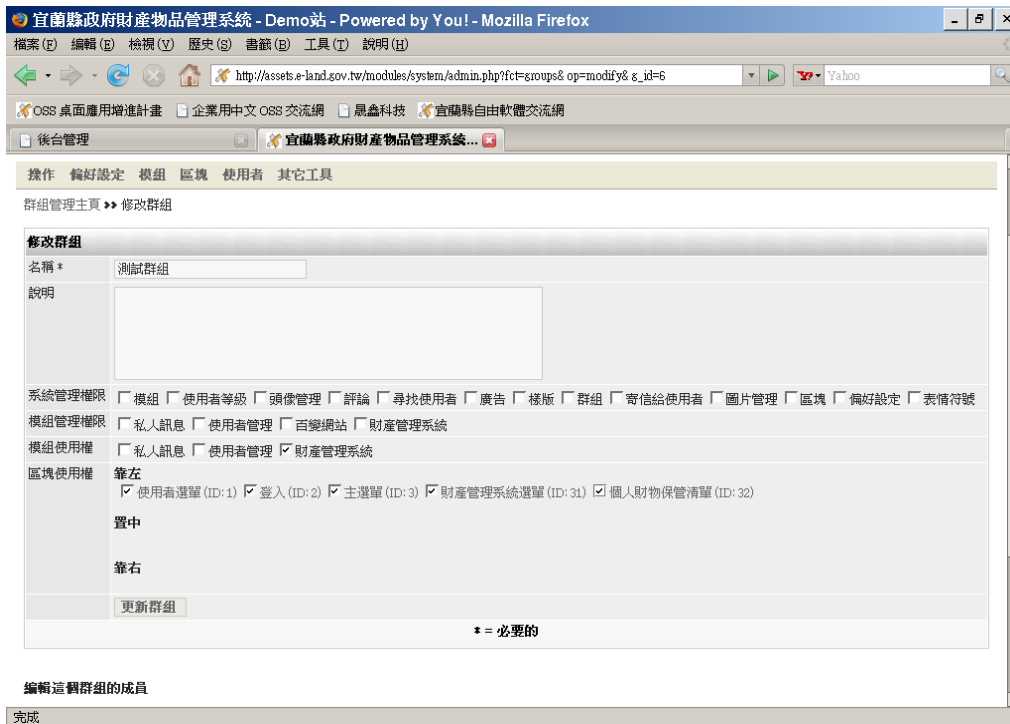 宜蘭縣政府財產物品管理系統 - Demo站 - Powered by You! - Mozilla Firefox
檔案(F) 編輯(E) 檢視(V) 歷史(S) 書籤(B) 工具(T) 說明(H)
http://assets.e-land.gov.tw/modules/system/admin.php?fct=groups& op=modify& g_id=6 Yahoo
OSS 桌面應用增進計畫 企業用中文 OSS 交流網 晟鑫科技 宜蘭縣自由軟體交流網
後台管理 宜蘭縣政府財產物品管理系統...
操作 偏好設定 模組 區塊 使用者 其它工具
群組管理主頁 修改群組
修改群組
名稱 * 測試群組
說明
系統管理權限 模組 使用者等級 頭像管理 評論 尋找使用者 廣告 樣版 群組 寄信給使用者 圖片管理 區塊 偏好設定 表情符號
模組管理權限 私人訊息 使用者管理 百變網站 財產管理系統
模組使用權 私人訊息 使用者管理 財產管理系統
區塊使用權 靠左
使用者選單 (ID: 1) 登入 (ID: 2) 主選單 (ID: 3) 財產管理系統選單 (ID: 31) 個人財物保管清單 (ID: 32)
置中
靠右
更新群組
* = 必要的
編輯這個群組的成員
完成